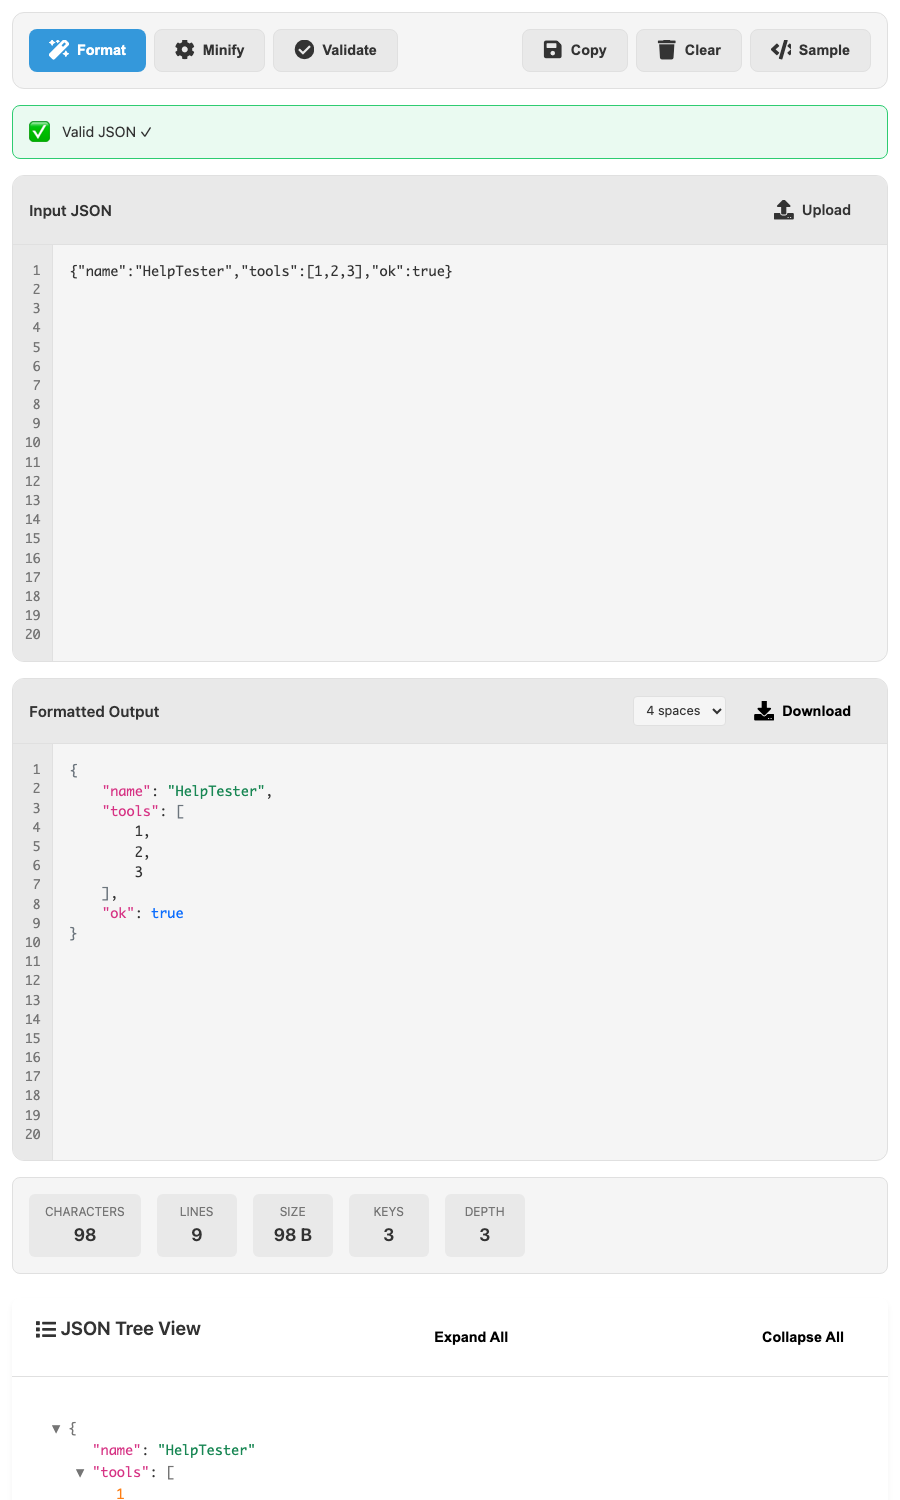 Format Minify Validate Copy Clear Sample
Valid JSON ✓
Input JSON Upload
1 {"name":"HelpTester","tools":[1,2,3],"ok":true}
2
3
4
5
6
7
8
9
10
11
12
13
14
15
16
17
18
19
20
Formatted Output 4 spaces Download
1 {
2     "name": "HelpTester",
3     "tools": [
4         1,
5         2,
6         3
7     ],
8     "ok": true
9 }
10
11
12
13
14
15
16
17
18
19
20
CHARACTERS LINES SIZE KEYS DEPTH
98 9 98 B 3 3
JSON Tree View Expand All Collapse All
▼ {
"name": "HelpTester"
▼ "tools": [
1